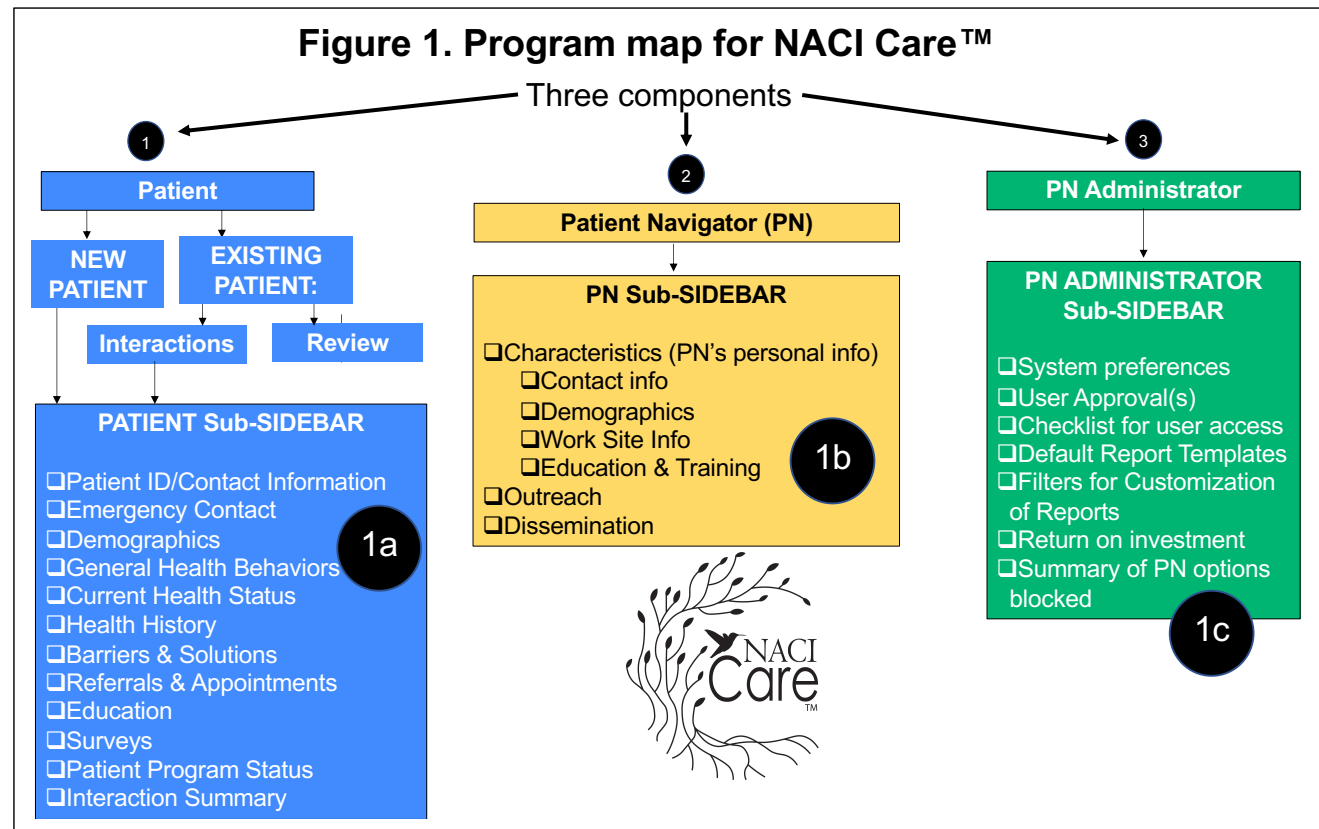 Figure 1. Program map for NACI Care™
Three components
1
Patient
NEW
PATIENT
EXISTING
PATIENT:
Interactions
Review
PATIENT Sub-SIDEBAR
❑Patient ID/Contact Information
❑Emergency Contact
❑Demographics
❑General Health Behaviors
❑Current Health Status
❑Health History
❑Barriers & Solutions
❑Referrals & Appointments
❑Education
❑Surveys
❑Patient Program Status
❑Interaction Summary
1a
2
Patient Navigator (PN)
PN Sub-SIDEBAR
❑Characteristics (PN’s personal info)
❑Contact info
❑Demographics
❑Work Site Info
❑Education & Training
❑Outreach
❑Dissemination
1b
NACI
Care
TM
3
PN Administrator
PN ADMINISTRATOR
Sub-SIDEBAR
❑System preferences
❑User Approval(s)
❑Checklist for user access
❑Default Report Templates
❑Filters for Customization
of Reports
❑Return on investment
❑Summary of PN options
blocked
1c